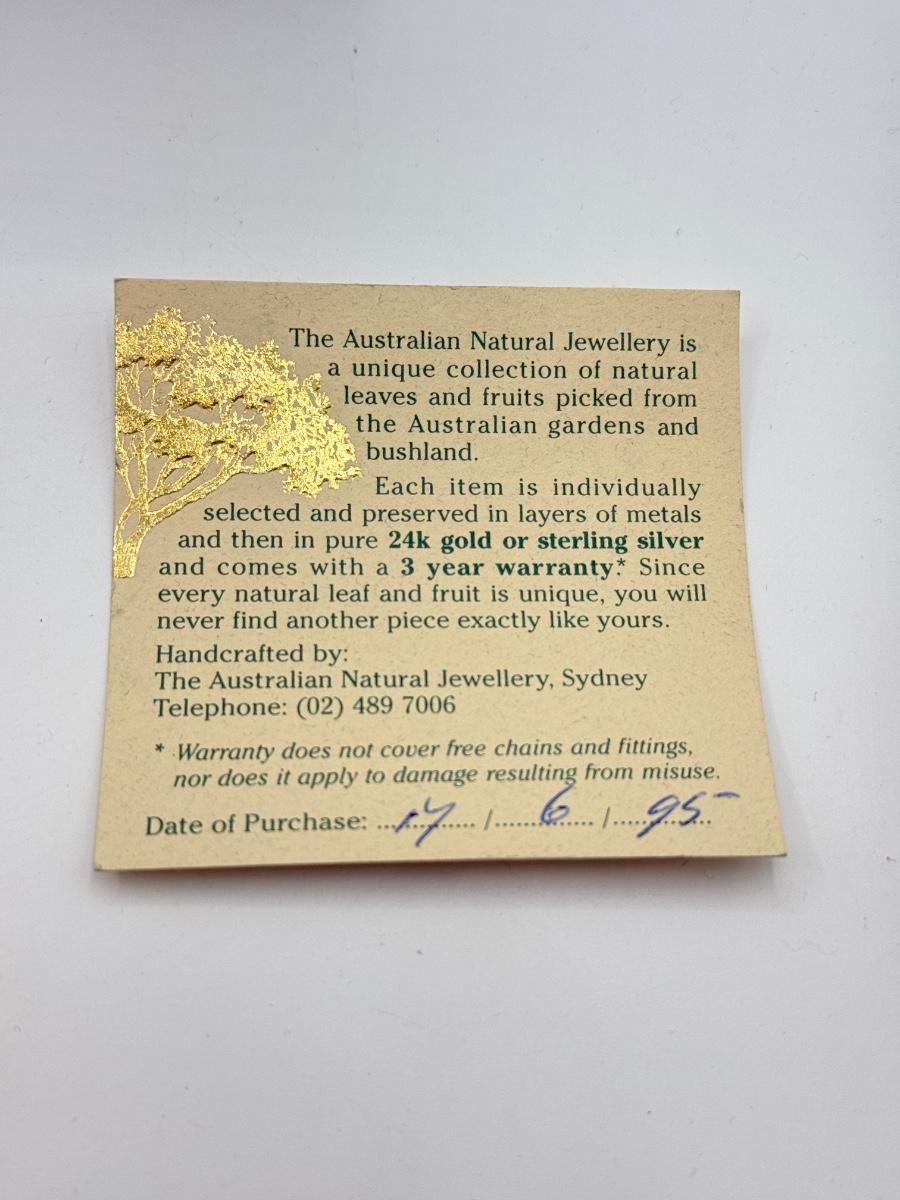 The Australian Natural Jewellery is
a unique collection of natural
leaves and fruits picked from
the Australian gardens and
bushland.
Each item is individually
selected and preserved in layers of metals
and then in pure 24k gold or sterling silver
and comes with a 3 year warranty.* Since
every natural leaf and fruit is unique, you will
never find another piece exactly like yours.
Handcrafted by:
The Australian Natural Jewellery, Sydney
Telephone: (02) 489 7006
* Warranty does not cover free chains and fittings,
nor does it apply to damage resulting from misuse.
Date of Purchase: ...17......... /.......6...... /.....95.....